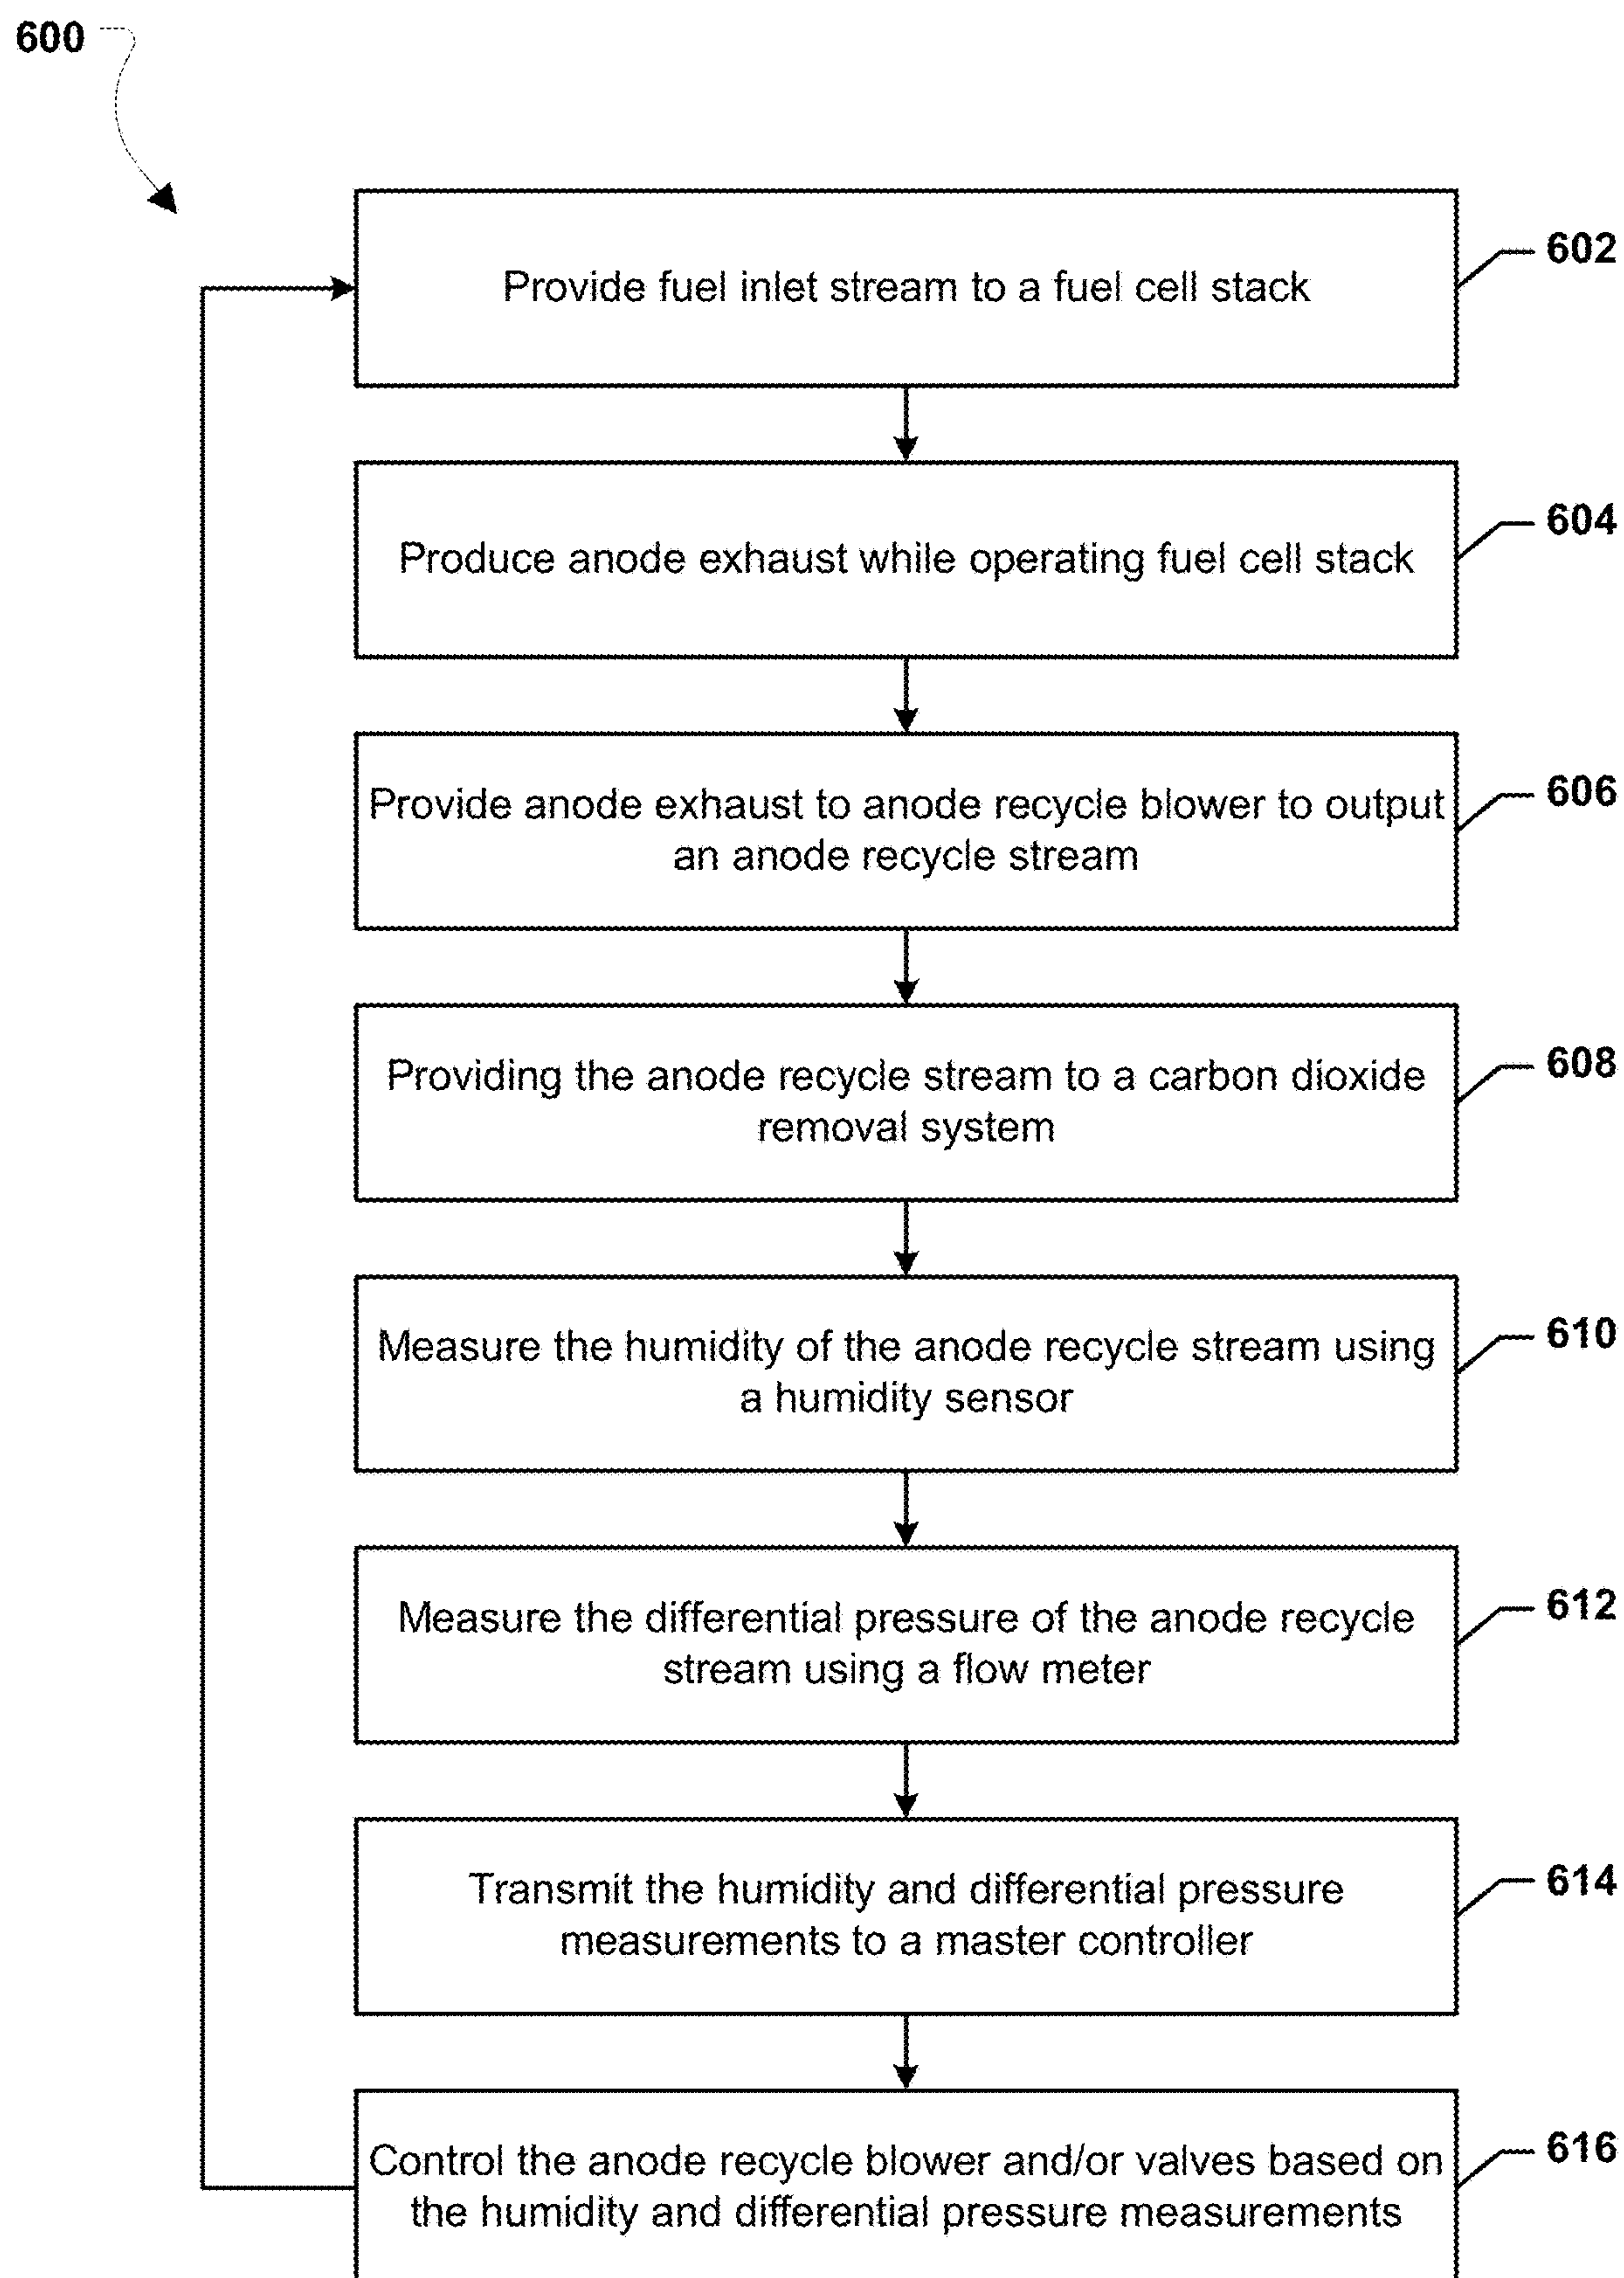 600
Provide fuel inlet stream to a fuel cell stack
602
Produce anode exhaust while operating fuel cell stack
604
Provide anode exhaust to anode recycle blower to output
an anode recycle stream
606
Providing the anode recycle stream to a carbon dioxide
removal system
608
Measure the humidity of the anode recycle stream using
a humidity sensor
610
Measure the differential pressure of the anode recycle
stream using a flow meter
612
Transmit the humidity and differential pressure
measurements to a master controller
614
Control the anode recycle blower and/or valves based on
the humidity and differential pressure measurements
616